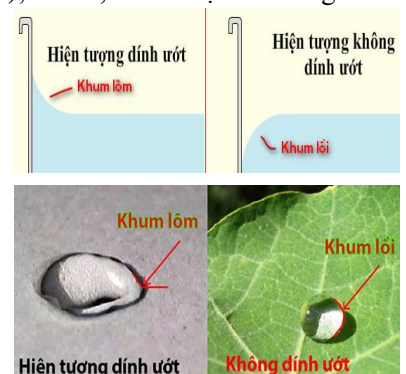 Hiện tượng dính ướt
Khum lõm
Hiện tượng không
dính ướt
Khum lồi
Khum lõm
Hiện tượng dính ướt
Khum lồi
Không dính ướt